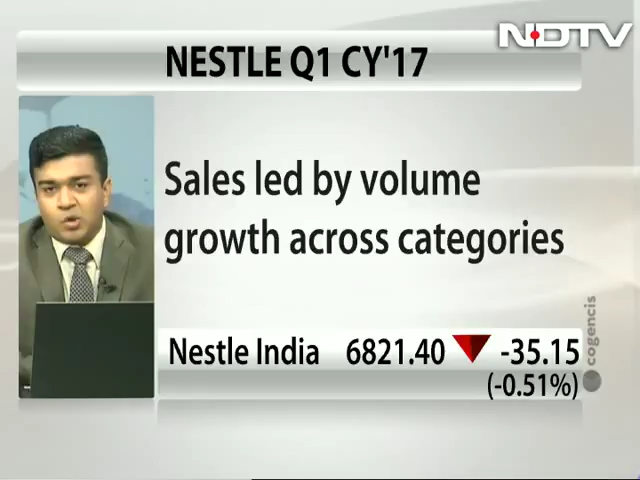 NDTV
NESTLE Q1 CY'17
Sales led by volume
growth across categories
Nestle India 6821.40 -35.15
(-0.51%)
cogencis